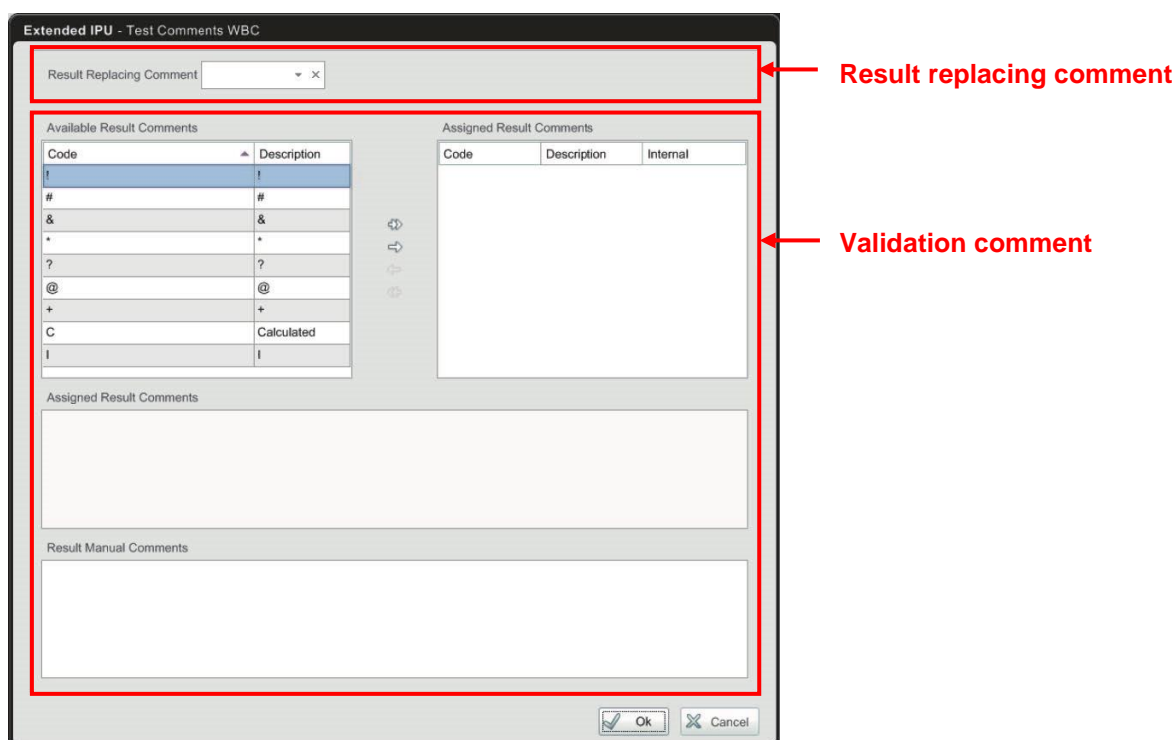 Extended IPU - Test Comments WBC
Result Replacing Comment
Result replacing comment
Available Result Comments
Assigned Result Comments
Code Description
Code Description Internal
! !
# #
& &
* *
? ?
@ @
+ +
C Calculated
I I
Validation comment
Assigned Result Comments
Result Manual Comments
Ok Cancel